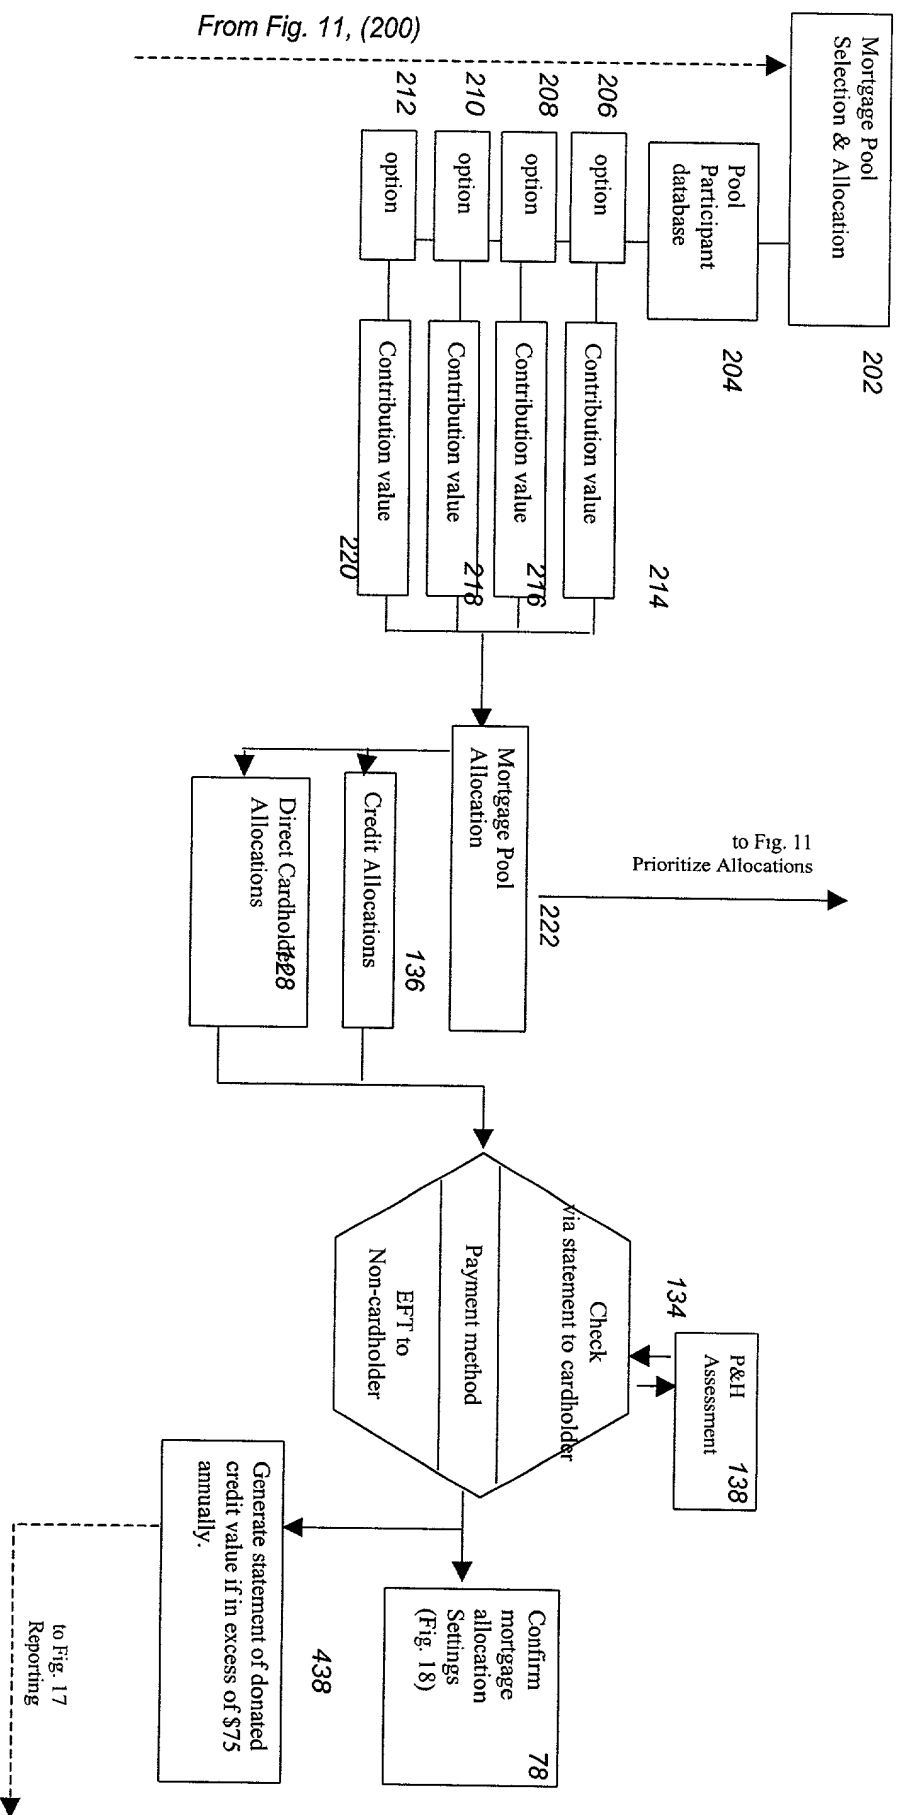 From Fig. 11, (200)
Mortgage Pool
Selection & Allocation
202
Pool
Participant
database
204
206
option
Contribution value
214
208
option
Contribution value
216
210
option
Contribution value
218
212
option
Contribution value
220
to Fig. 11
Prioritize Allocations
Mortgage Pool
Allocation
222
Credit Allocations
136
Direct Cardholder
Allocations
128
Check
via statement to cardholder
Payment method
EFT to
Non-cardholder
134
P&H
Assessment
138
Confirm
mortgage
allocation
Settings
(Fig. 18)
78
Generate statement of donated
credit value if in excess of $75
annually.
438
to Fig. 17
Reporting